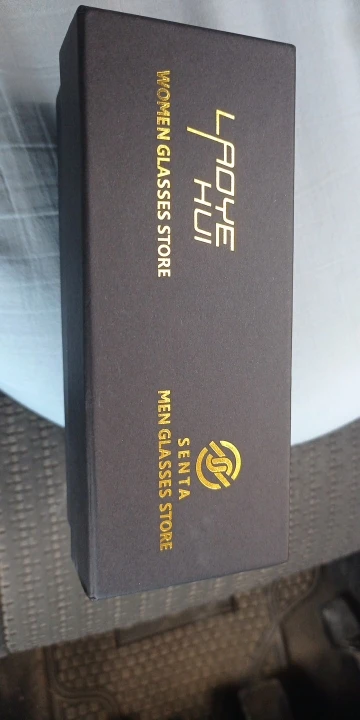 LAOYE
HUI
WOMEN GLASSES STORE
SENTA
MEN GLASSES STORE